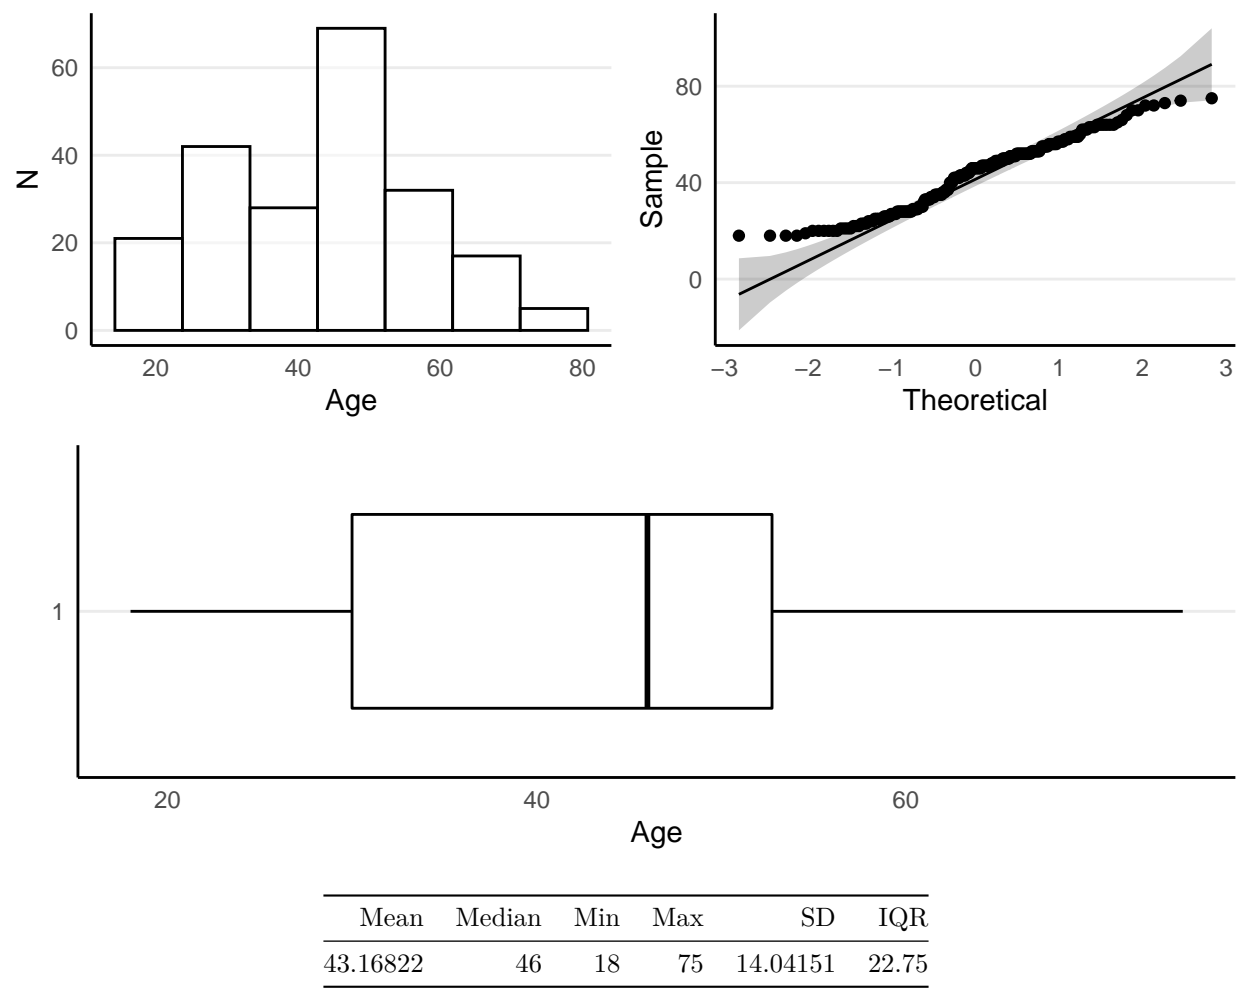 N
60
40
20
0
20 40 60 80
Age
Sample
80
40
0
−3 −2 −1 0 1 2 3
Theoretical
1
20 40 60
Age
Mean Median Min Max SD IQR
43.16822 46 18 75 14.04151 22.75